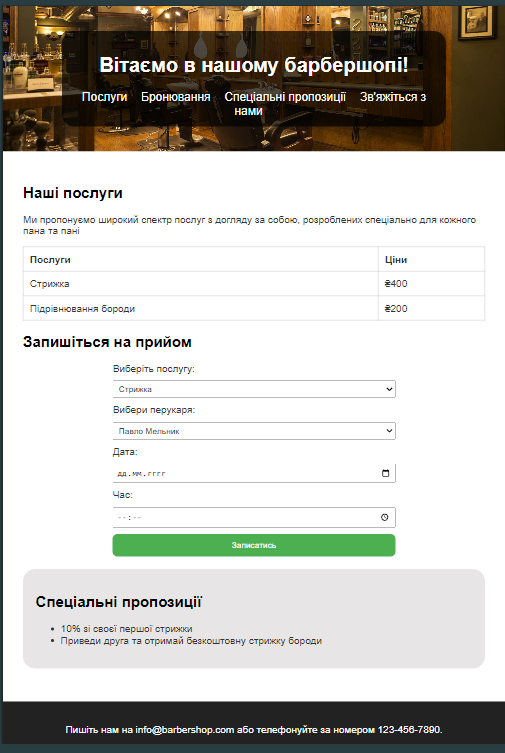 Вітаємо в нашому барбершопі!
Послуги Бронювання Спеціальні пропозиції Зв'яжіться з
нами
Наші послуги
Ми пропонуємо широкий спектр послуг з догляду за собою, розроблених спеціально для кожного
пана та пані
Послуги Ціни
Стрижка ₴400
Підрівнювання бороди ₴200
Запишіться на прийом
Виберіть послугу:
Стрижка
Вибери перукаря:
Павло Мельник
Дата:
дд.мм.гггг
Час:
--:--
Записатись
Спеціальні пропозиції
• 10% зі своєї першої стрижки
• Приведи друга та отримай безкоштовну стрижку бороди
Пишіть нам на info@barbershop.com або телефонуйте за номером 123-456-7890.